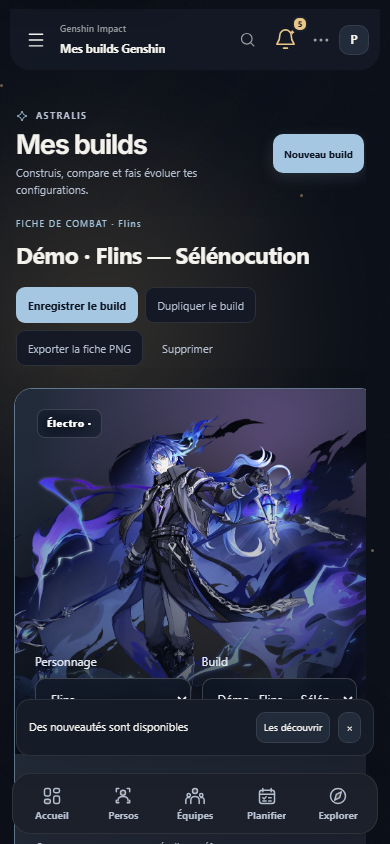 Genshin Impact
Mes builds Genshin
5
P
ASTRALIS
Mes builds
Construis, compare et fais évoluer tes
configurations.
Nouveau build
FICHE DE COMBAT · Flins
Démo · Flins — Sélénocution
Enregistrer le build
Dupliquer le build
Exporter la fiche PNG
Supprimer
Électro ·
Personnage
Build
Flins
Démo · Flins — Sélén
Des nouveautés sont disponibles
Les découvrir
×
Accueil
Persos
Équipes
Planifier
Explorer